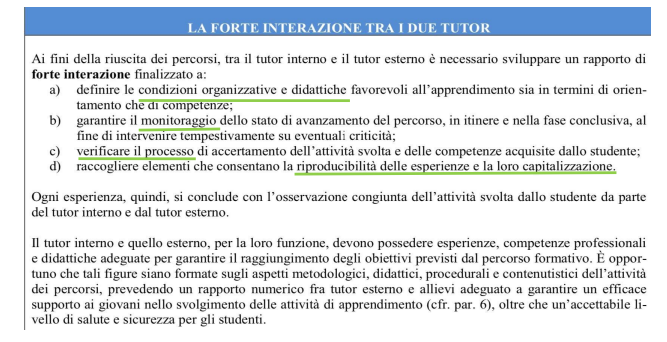 LA FORTE INTERAZIONE TRA I DUE TUTOR
Ai fini della riuscita dei percorsi, tra il tutor interno e il tutor esterno è necessario sviluppare un rapporto di
forte interazione finalizzato a:
a) definire le condizioni organizzative e didattiche favorevoli all'apprendimento sia in termini di orien-
tamento che di competenze;
b) garantire il monitoraggio dello stato di avanzamento del percorso, in itinere e nella fase conclusiva, al
fine di intervenire tempestivamente su eventuali criticità;
c) verificare il processo di accertamento dell'attività svolta e delle competenze acquisite dallo studente;
d) raccogliere elementi che consentano la riproducibilità delle esperienze e la loro capitalizzazione.
Ogni esperienza, quindi, si conclude con l'osservazione congiunta dell'attività svolta dallo studente da parte
del tutor interno e dal tutor esterno.
Il tutor interno e quello esterno, per la loro funzione, devono possedere esperienze, competenze professionali
e didattiche adeguate per garantire il raggiungimento degli obiettivi previsti dal percorso formativo. È oppor-
tuno che tali figure siano formate sugli aspetti metodologici, didattici, procedurali e contenutistici dell'attività
dei percorsi, prevedendo un rapporto numerico fra tutor esterno e allievi adeguato a garantire un efficace
supporto ai giovani nello svolgimento delle attività di apprendimento (cfr. par. 6), oltre che un'accettabile li-
vello di salute e sicurezza per gli studenti.